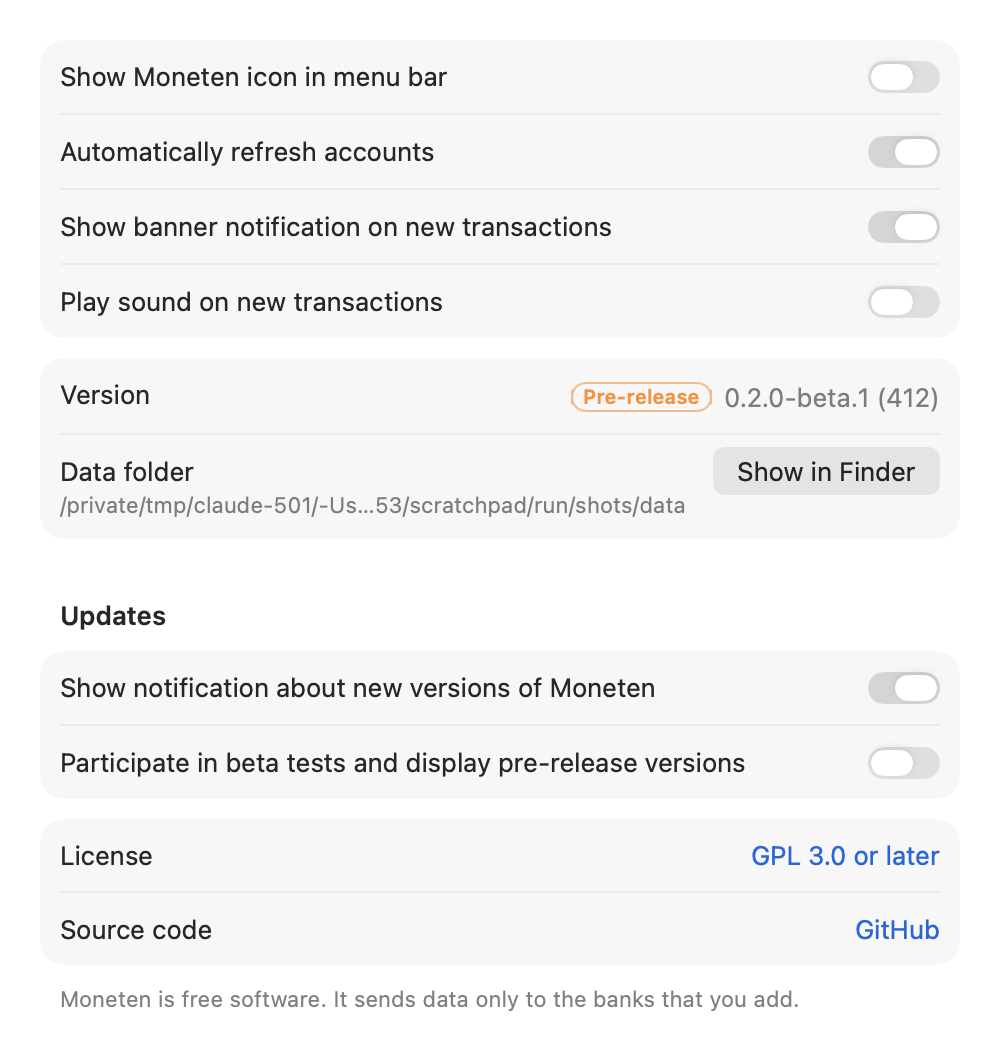 Show Moneten icon in menu bar
Automatically refresh accounts
Show banner notification on new transactions
Play sound on new transactions
Version Pre-release 0.2.0-beta.1 (412)
Data folder Show in Finder
/private/tmp/claude-501/-Us...53/scratchpad/run/shots/data
Updates
Show notification about new versions of Moneten
Participate in beta tests and display pre-release versions
License GPL 3.0 or later
Source code GitHub
Moneten is free software. It sends data only to the banks that you add.